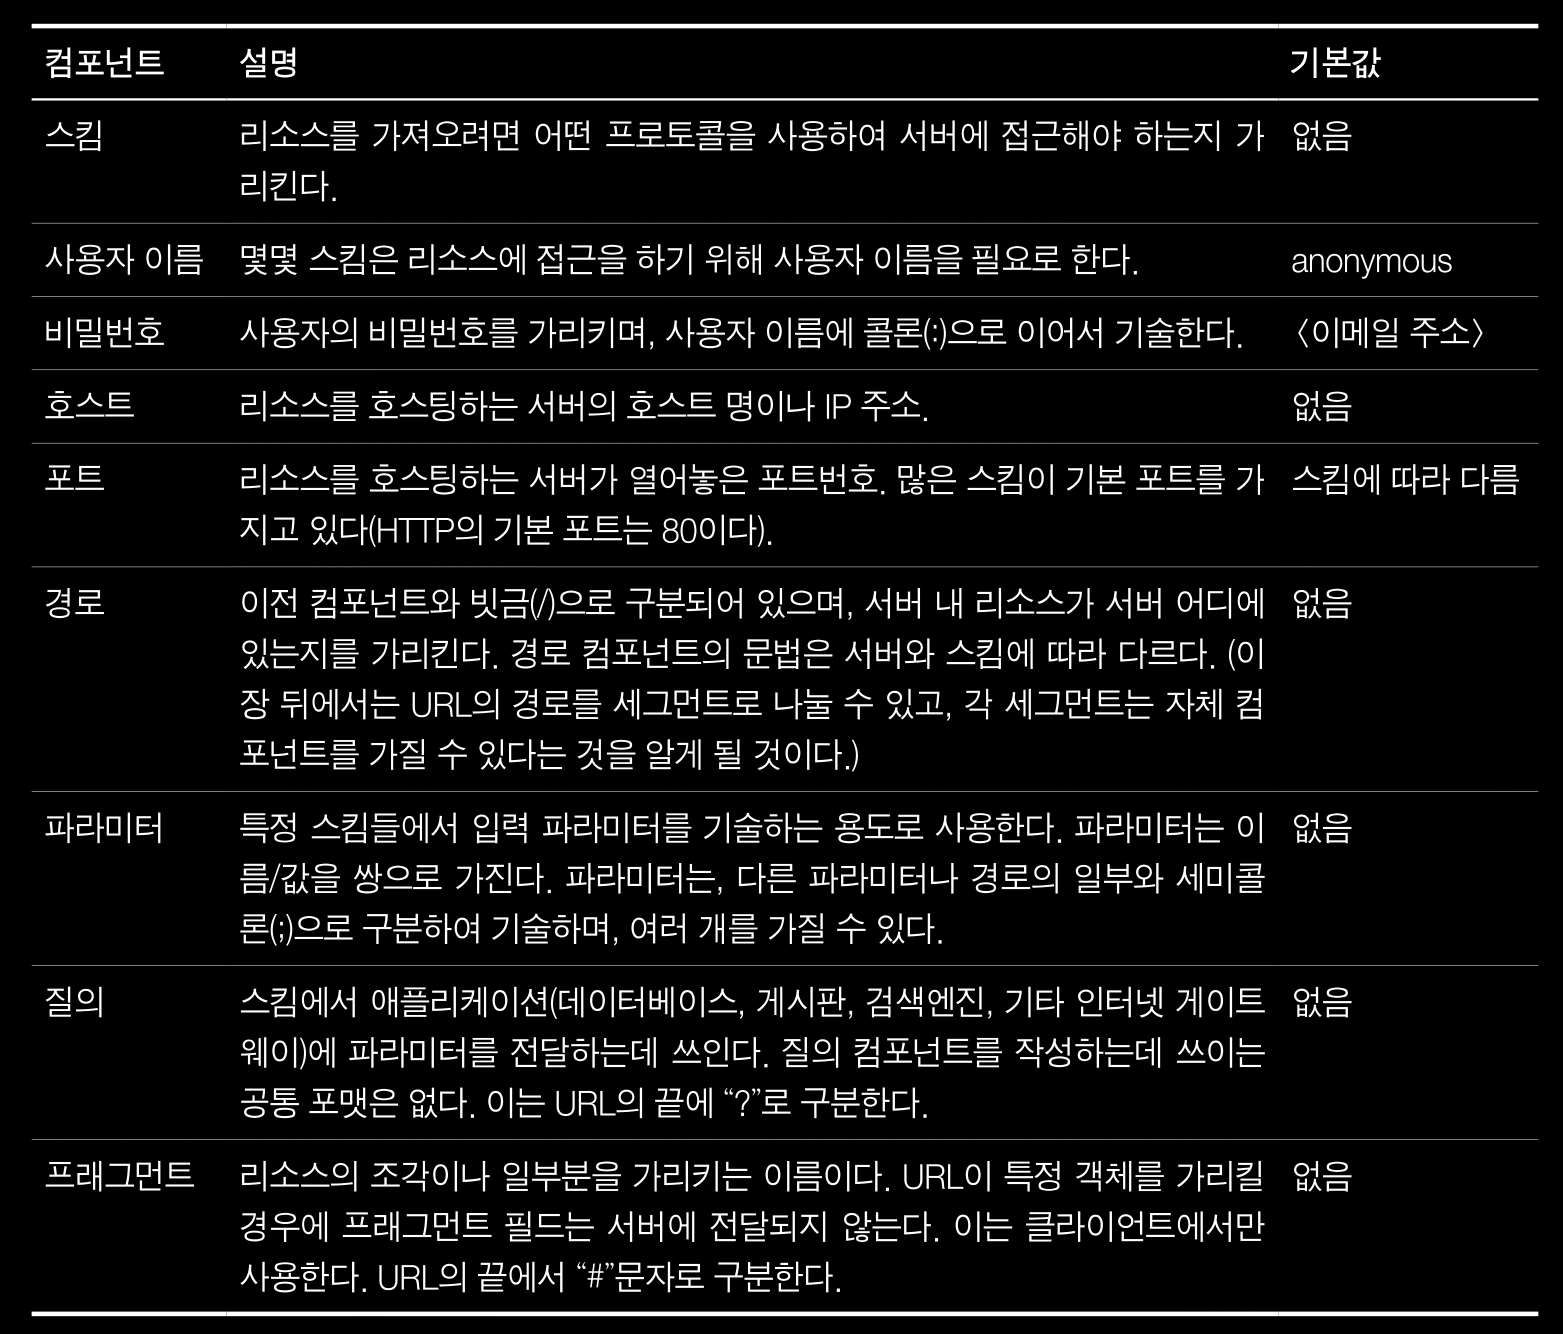 컴포넌트 설명 기본값
스킴 리소스를 가져오려면 어떤 프로토콜을 사용하여 서버에 접근해야 하는지 가 없음
리킨다.
사용자 이름 몇몇 스킴은 리소스에 접근을 하기 위해 사용자 이름을 필요로 한다. anonymous
비밀번호 사용자의 비밀번호를 가리키며, 사용자 이름에 콜론(:)으로 이어서 기술한다. 〈이메일 주소〉
호스트 리소스를 호스팅하는 서버의 호스트 명이나 IP 주소. 없음
포트 리소스를 호스팅하는 서버가 열어놓은 포트번호. 많은 스킴이 기본 포트를 가 스킴에 따라 다름
지고 있다(HTTP의 기본 포트는 80이다).
경로 이전 컴포넌트와 빗금(/)으로 구분되어 있으며, 서버 내 리소스가 서버 어디에 없음
있는지를 가리킨다. 경로 컴포넌트의 문법은 서버와 스킴에 따라 다르다. (이
장 뒤에서는 URL의 경로를 세그먼트로 나눌 수 있고, 각 세그먼트는 자체 컴
포넌트를 가질 수 있다는 것을 알게 될 것이다.)
파라미터 특정 스킴들에서 입력 파라미터를 기술하는 용도로 사용한다. 파라미터는 이 없음
름/값을 쌍으로 가진다. 파라미터는, 다른 파라미터나 경로의 일부와 세미콜
론(;)으로 구분하여 기술하며, 여러 개를 가질 수 있다.
질의 스킴에서 애플리케이션(데이터베이스, 게시판, 검색엔진, 기타 인터넷 게이트 없음
웨이)에 파라미터를 전달하는데 쓰인다. 질의 컴포넌트를 작성하는데 쓰이는
공통 포맷은 없다. 이는 URL의 끝에 “?”로 구분한다.
프래그먼트 리소스의 조각이나 일부분을 가리키는 이름이다. URL이 특정 객체를 가리킬 없음
경우에 프래그먼트 필드는 서버에 전달되지 않는다. 이는 클라이언트에서만
사용한다. URL의 끝에서 “#”문자로 구분한다.